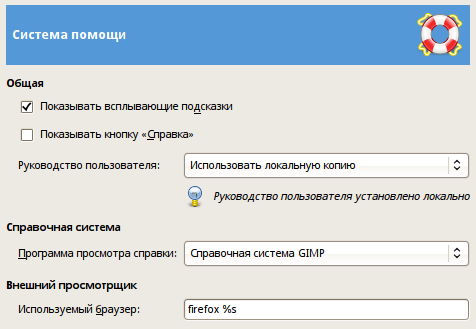 Система помощи
Общая
Показывать всплывающие подсказки
Показывать кнопку «Справка»
Руководство пользователя: Использовать локальную копию
Руководство пользователя установлено локально
Справочная система
Программа просмотра справки: Справочная система GIMP
Внешний просмотрщик
Используемый браузер: firefox %s